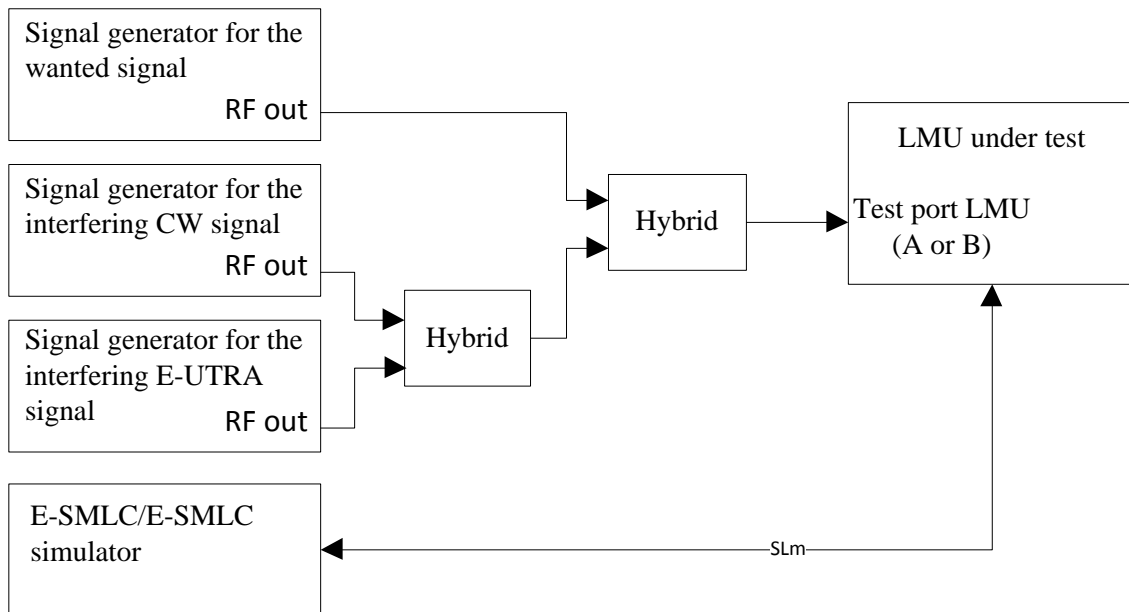 Signal generator for the
wanted signal
RF out
Signal generator for the
interfering CW signal
RF out
Signal generator for the
interfering E-UTRA
signal
RF out
Hybrid
Hybrid
LMU under test
Test port LMU
(A or B)
E-SMLC/E-SMLC
simulator
SLm